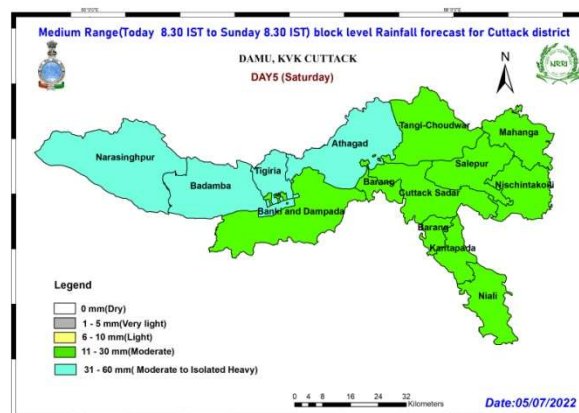 Medium Range(Today 8.30 IST to Sunday 8.30 IST) block level Rainfall forecast for Cuttack district
DAMU, KVK CUTTACK
DAY5 (Saturday)
NRRI
N
Tangi-Choudwar
Mahanga
Athagad
Narasinghpur
Tigiria
Salepur
Badamba
Barang
Nischintakoili
Cuttack Sadar
Banki and Dampada
Barang
Kantapada
Niali
Legend
0 mm(Dry)
1 - 5 mm(Very light)
6 - 10 mm(Light)
11 - 30 mm(Moderate)
31 - 60 mm( Moderate to Isolated Heavy)
0 4 8 16 24 32
Kilometers
Date:05/07/2022